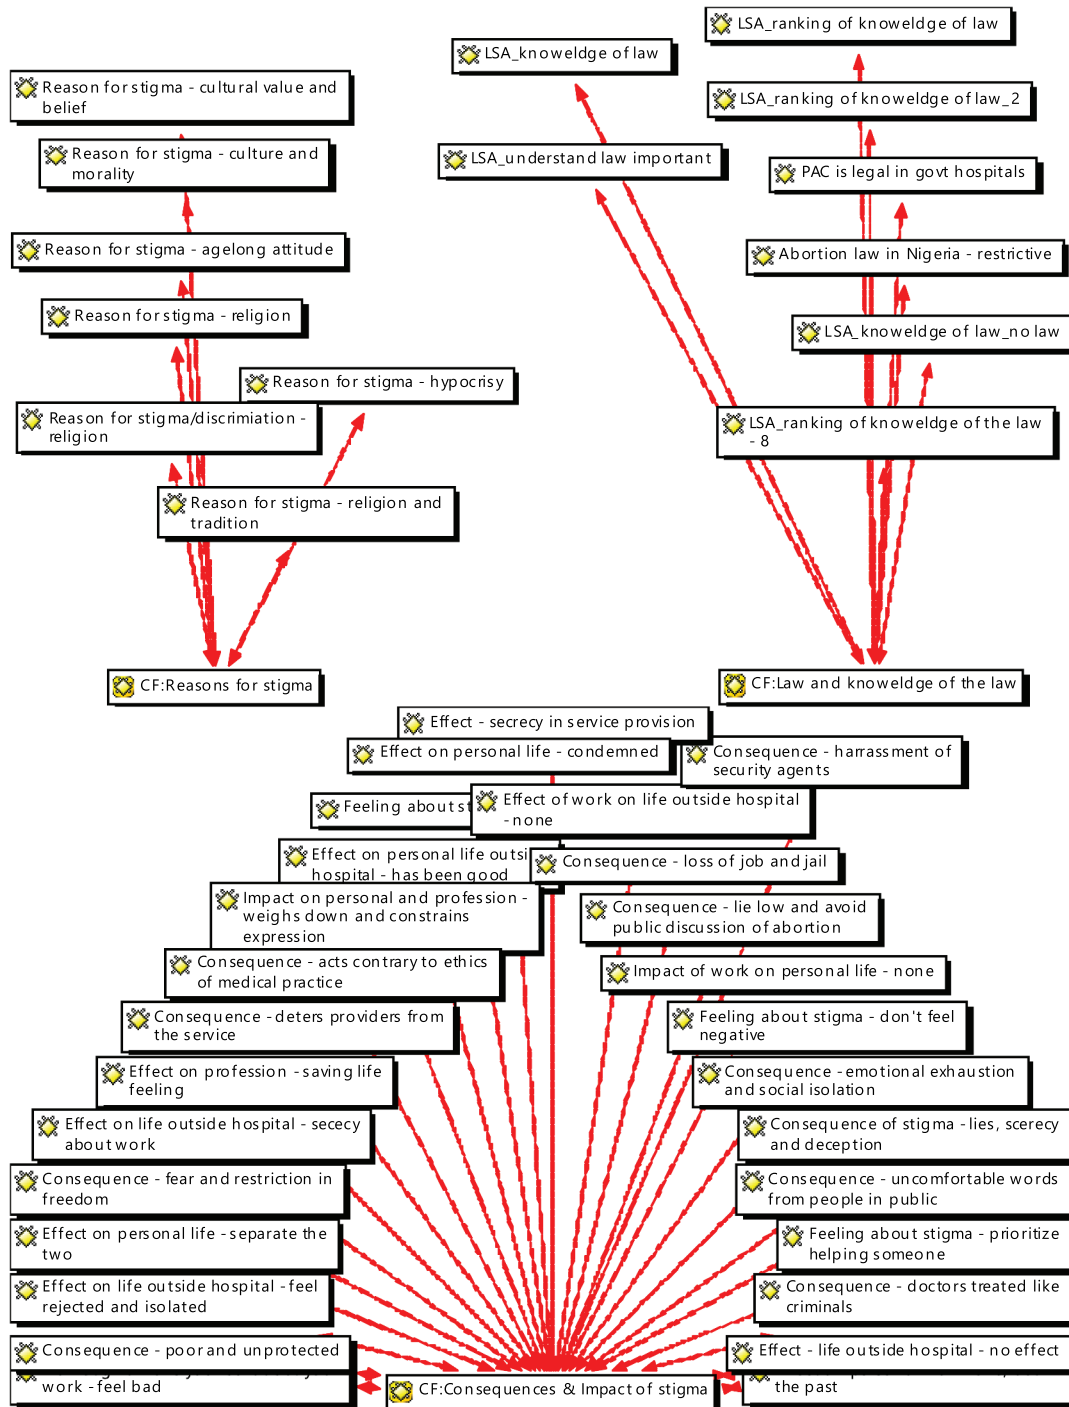 LSA_ranking of knoweldge of law
LSA_knoweldge of law
Reason for stigma - cultural value and
belief
LSA_ranking of knoweldge of law_2
Reason for stigma - culture and
morality
LSA_understand law important
PAC is legal in govt hospitals
Reason for stigma - agelong attitude
Abortion law in Nigeria - restrictive
Reason for stigma - religion
LSA_knoweldge of law_no law
Reason for stigma - hypocrisy
Reason for stigma/discrimiation -
religion
LSA_ranking of knoweldge of the law
- 8
Reason for stigma - religion and
tradition
CF:Reasons for stigma
CF:Law and knoweldge of the law
Effect - secrecy in service provision
Effect on personal life - condemned
Consequence - harrassment of
security agents
Feeling about
Effect of work on life outside hospital
- none
Effect on personal life
hospital - has been good
Consequence - loss of job and jail
Impact on personal and profession -
weighs down and constrains
expression
Consequence - lie low and avoid
public discussion of abortion
Consequence - acts contrary to ethics
of medical practice
Impact of work on personal life - none
Consequence - deters providers from
the service
Feeling about stigma - don't feel
negative
Effect on profession - saving life
feeling
Consequence - emotional exhaustion
and social isolation
Effect on life outside hospital - sececy
about work
Consequence of stigma - lies, scerecy
and deception
Consequence - fear and restriction in
freedom
Consequence - uncomfortable words
from people in public
Effect on personal life - separate the
two
Feeling about stigma - prioritize
helping someone
Effect on life outside hospital - feel
rejected and isolated
Consequence - doctors treated like
criminals
Consequence - poor and unprotected
Effect - life outside hospital - no effect
work - feel bad
CF:Consequences & Impact of stigma
the past